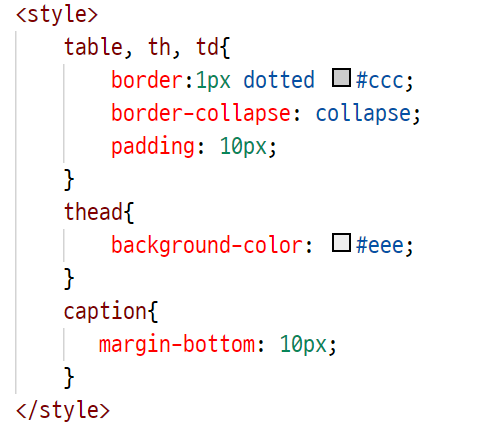 <style>
table, th, td{
border:1px dotted #ccc;
border-collapse: collapse;
padding: 10px;
}
thead{
background-color: #eee;
}
caption{
margin-bottom: 10px;
}
</style>